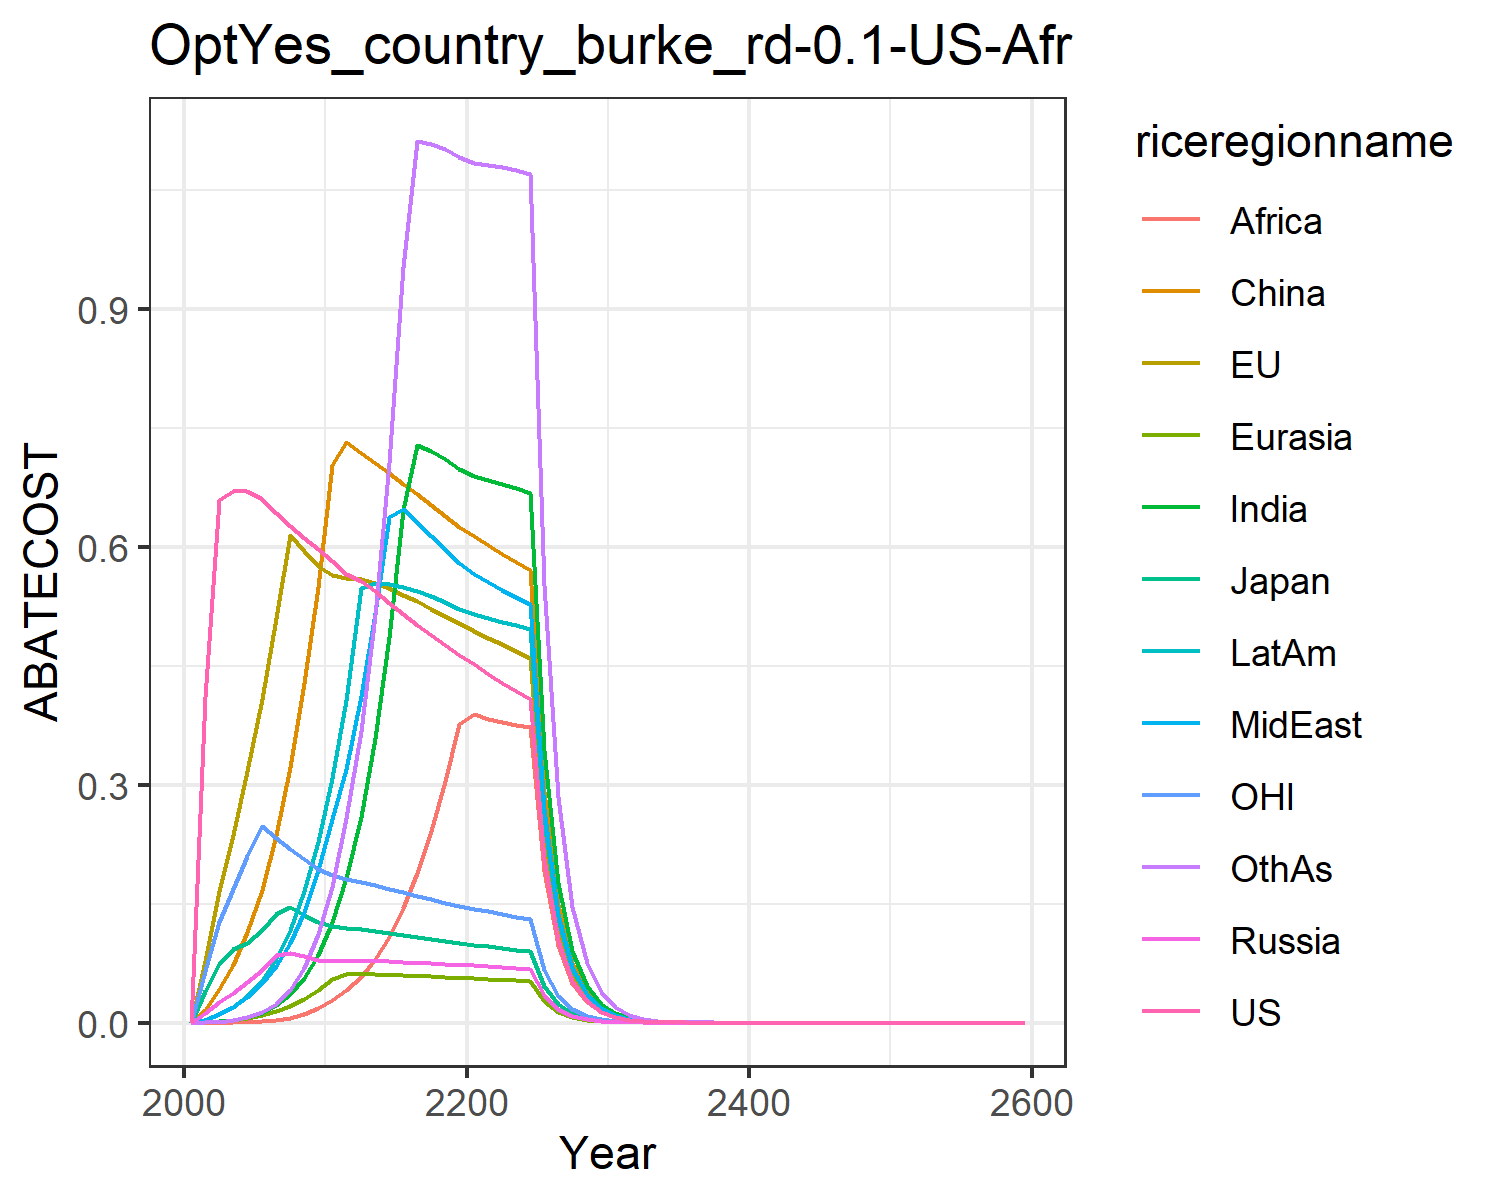 OptYes_country_burke_rd-0.1-US-Afr
ABATECOST
0.9
0.6
0.3
0.0
2000
2200
2400
2600
Year
riceregionname
Africa
China
EU
Eurasia
India
Japan
LatAm
MidEast
OHI
OthAs
Russia
US